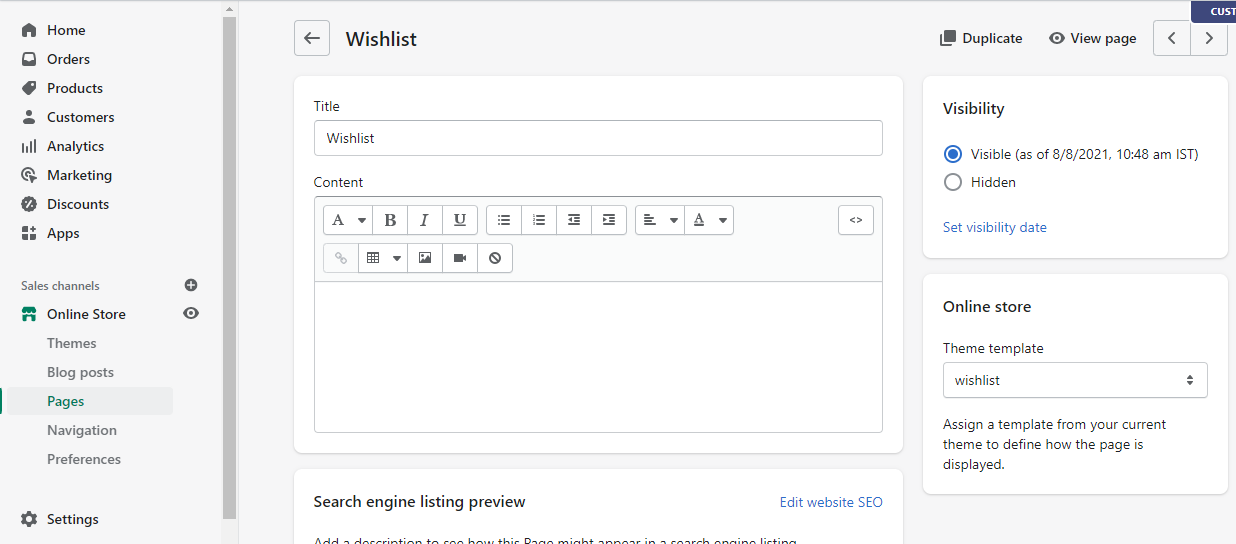 Home
Orders
Products
Customers
Analytics
Marketing
Discounts
Apps
Sales channels
Online Store
Themes
Blog posts
Pages
Navigation
Preferences
Settings
Wishlist
Duplicate
View page
CUST
Title
Wishlist
Content
A
B
I
U
A
<>
Search engine listing preview
Edit website SEO
Add a description to see how this Page might appear in a search engine listing
Visibility
Visible (as of 8/8/2021, 10:48 am IST)
Hidden
Set visibility date
Online store
Theme template
wishlist
Assign a template from your current
theme to define how the page is
displayed.